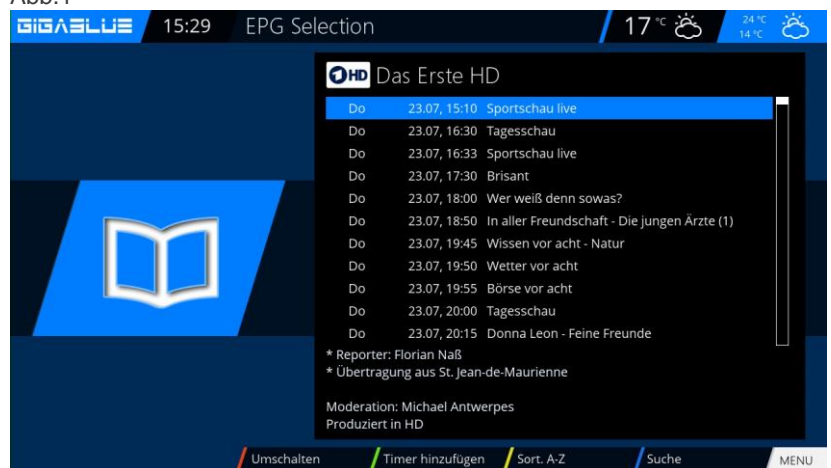 GIGABLUE 15:29 EPG Selection 17 °C 24 °C
14 °C
HD Das Erste HD
Do 23.07, 15:10 Sportschau live
Do 23.07, 16:30 Tagesschau
Do 23.07, 16:33 Sportschau live
Do 23.07, 17:30 Brisant
Do 23.07, 18:00 Wer weiß denn sowas?
Do 23.07, 18:50 In aller Freundschaft - Die jungen Ärzte (1)
Do 23.07, 19:45 Wissen vor acht - Natur
Do 23.07, 19:50 Wetter vor acht
Do 23.07, 19:55 Börse vor acht
Do 23.07, 20:00 Tagesschau
Do 23.07, 20:15 Donna Leon - Feine Freunde
* Reporter: Florian Naß
* Übertragung aus St. Jean-de-Maurienne
Moderation: Michael Antwerpes
Produziert in HD
Umschalten Timer hinzufügen Sort. A-Z Suche MENU